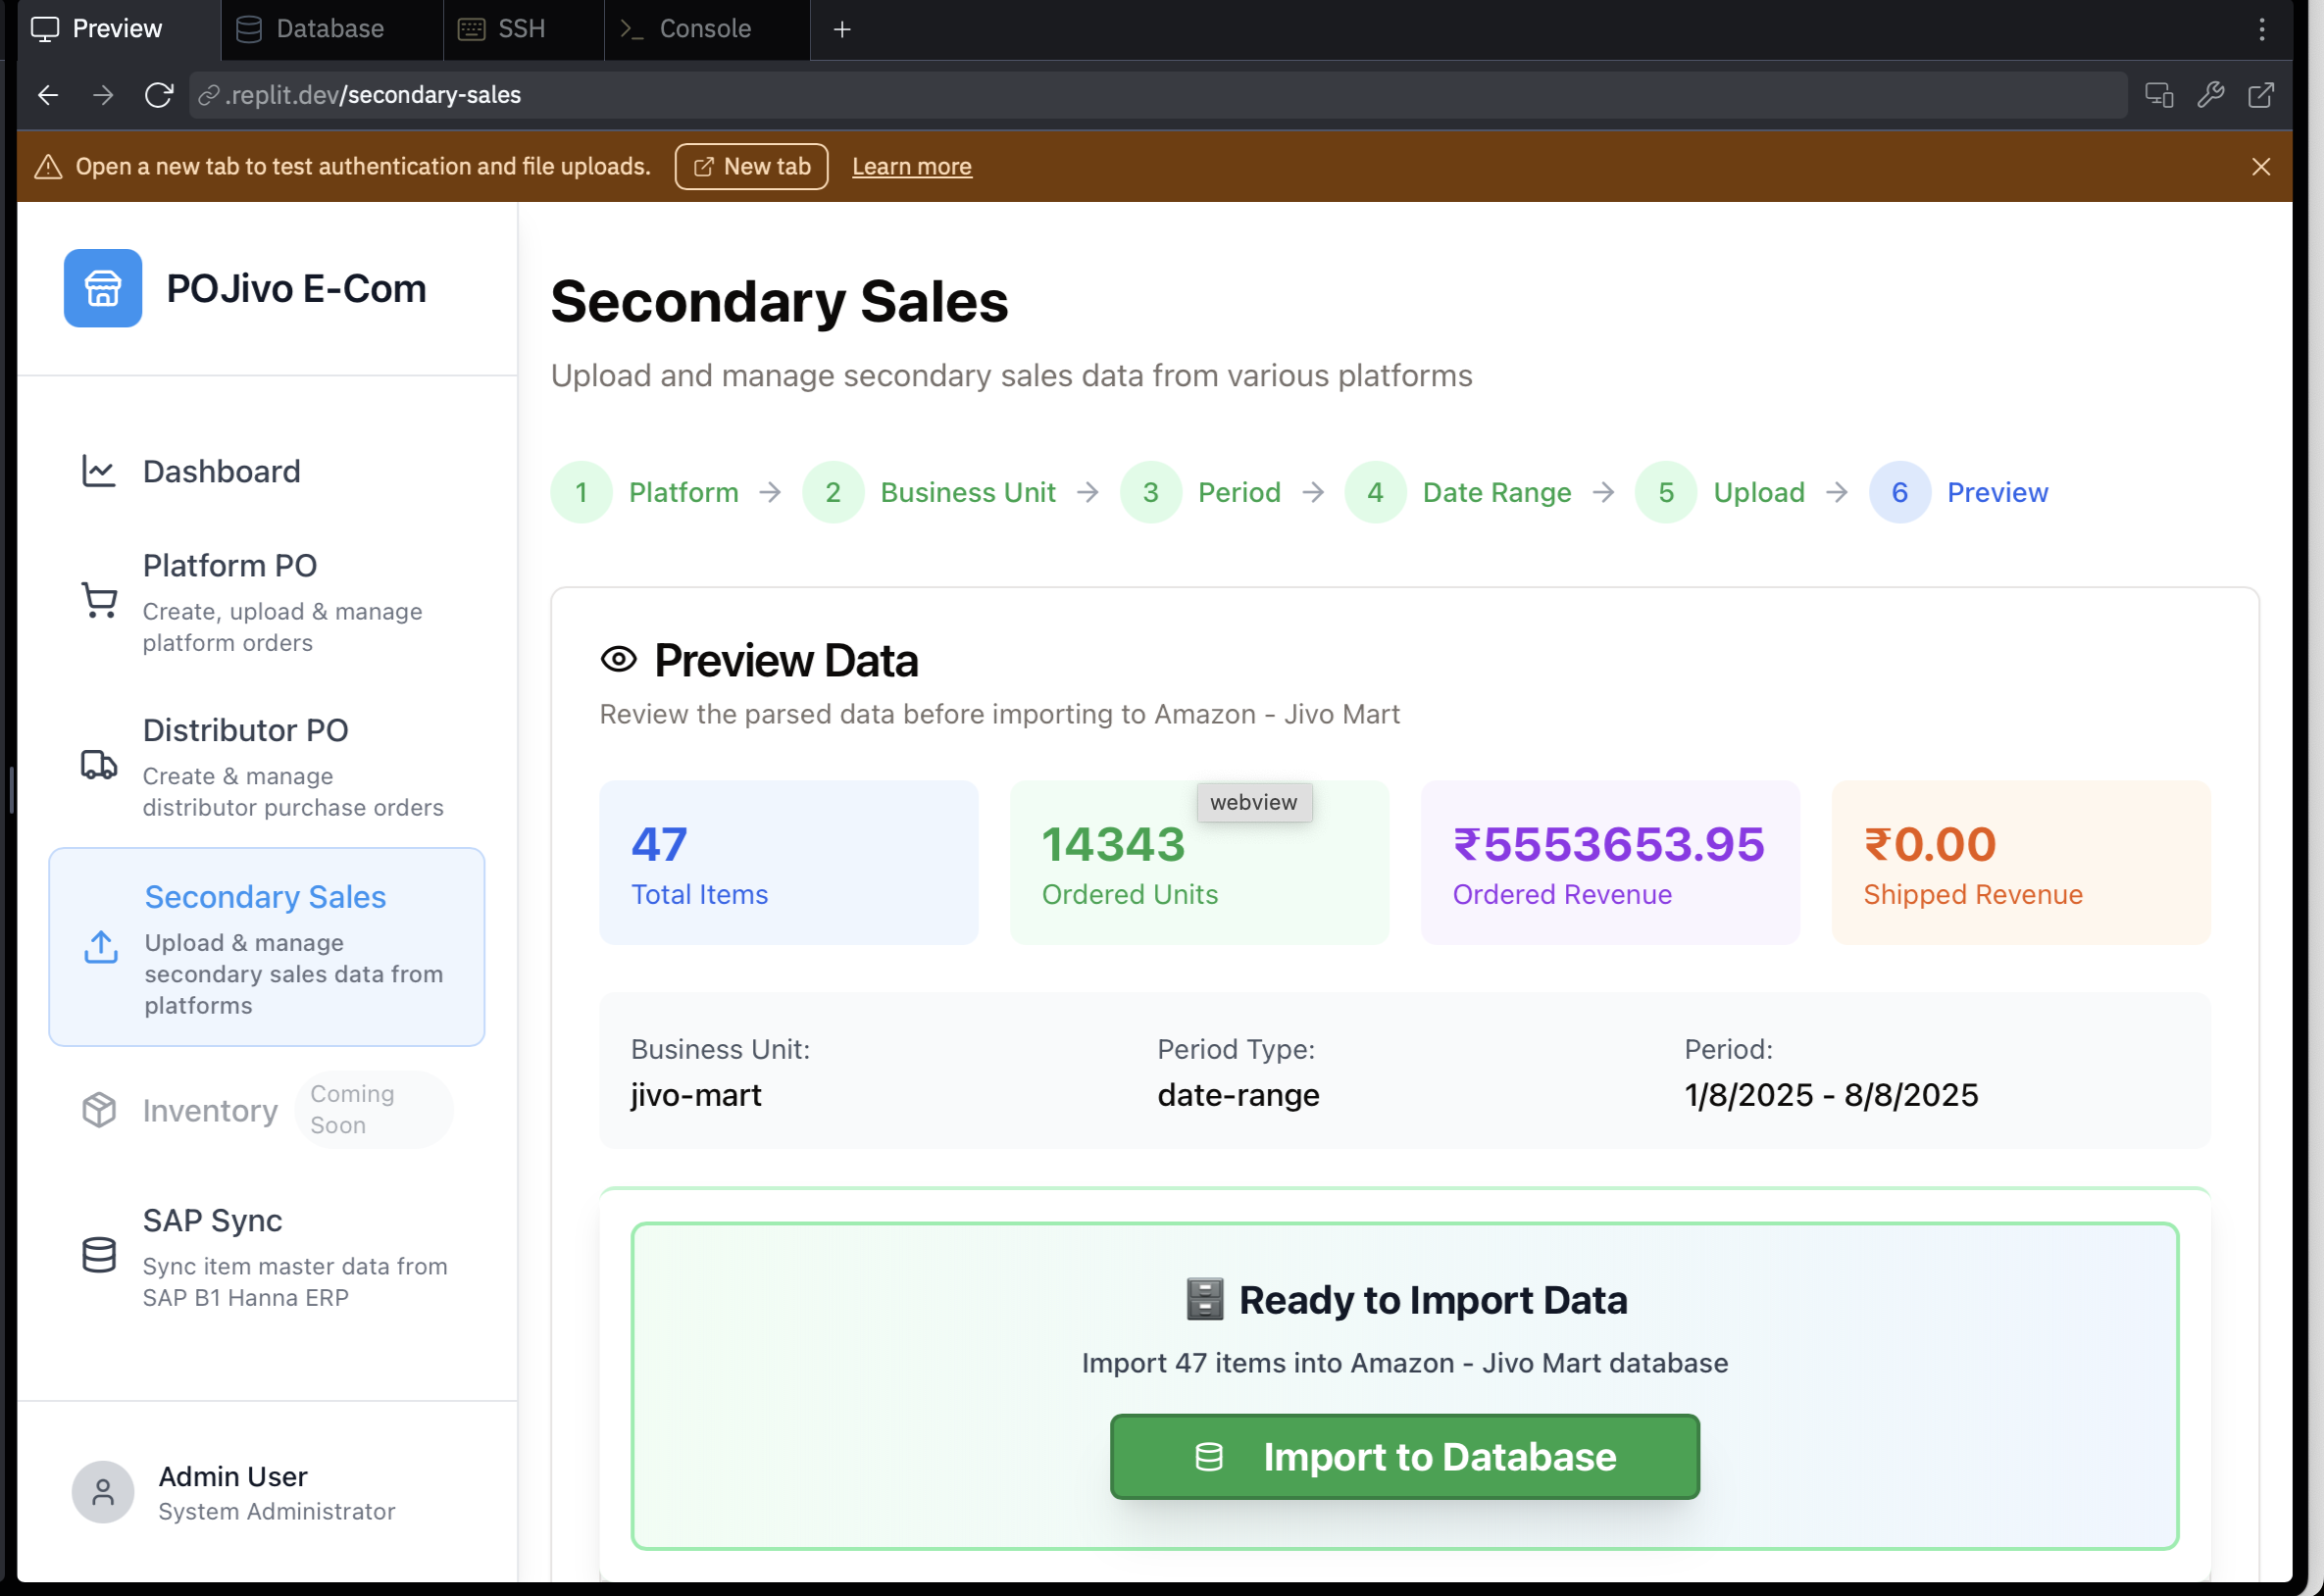 Preview
Database
SSH
Console
.replit.dev/secondary-sales
Open a new tab to test authentication and file uploads.
New tab
Learn more
POJivo E-Com
Dashboard
Platform PO
Create, upload & manage
platform orders
Distributor PO
Create & manage
distributor purchase orders
Secondary Sales
Upload & manage
secondary sales data from
platforms
Inventory
Coming
Soon
SAP Sync
Sync item master data from
SAP B1 Hanna ERP
Admin User
System Administrator
Secondary Sales
Upload and manage secondary sales data from various platforms
1 Platform → 2 Business Unit → 3 Period → 4 Date Range → 5 Upload → 6 Preview
Preview Data
Review the parsed data before importing to Amazon - Jivo Mart
47
Total Items
webview
14343
Ordered Units
₹5553653.95
Ordered Revenue
₹0.00
Shipped Revenue
Business Unit:
jivo-mart
Period Type:
date-range
Period:
1/8/2025 - 8/8/2025
Ready to Import Data
Import 47 items into Amazon - Jivo Mart database
Import to Database